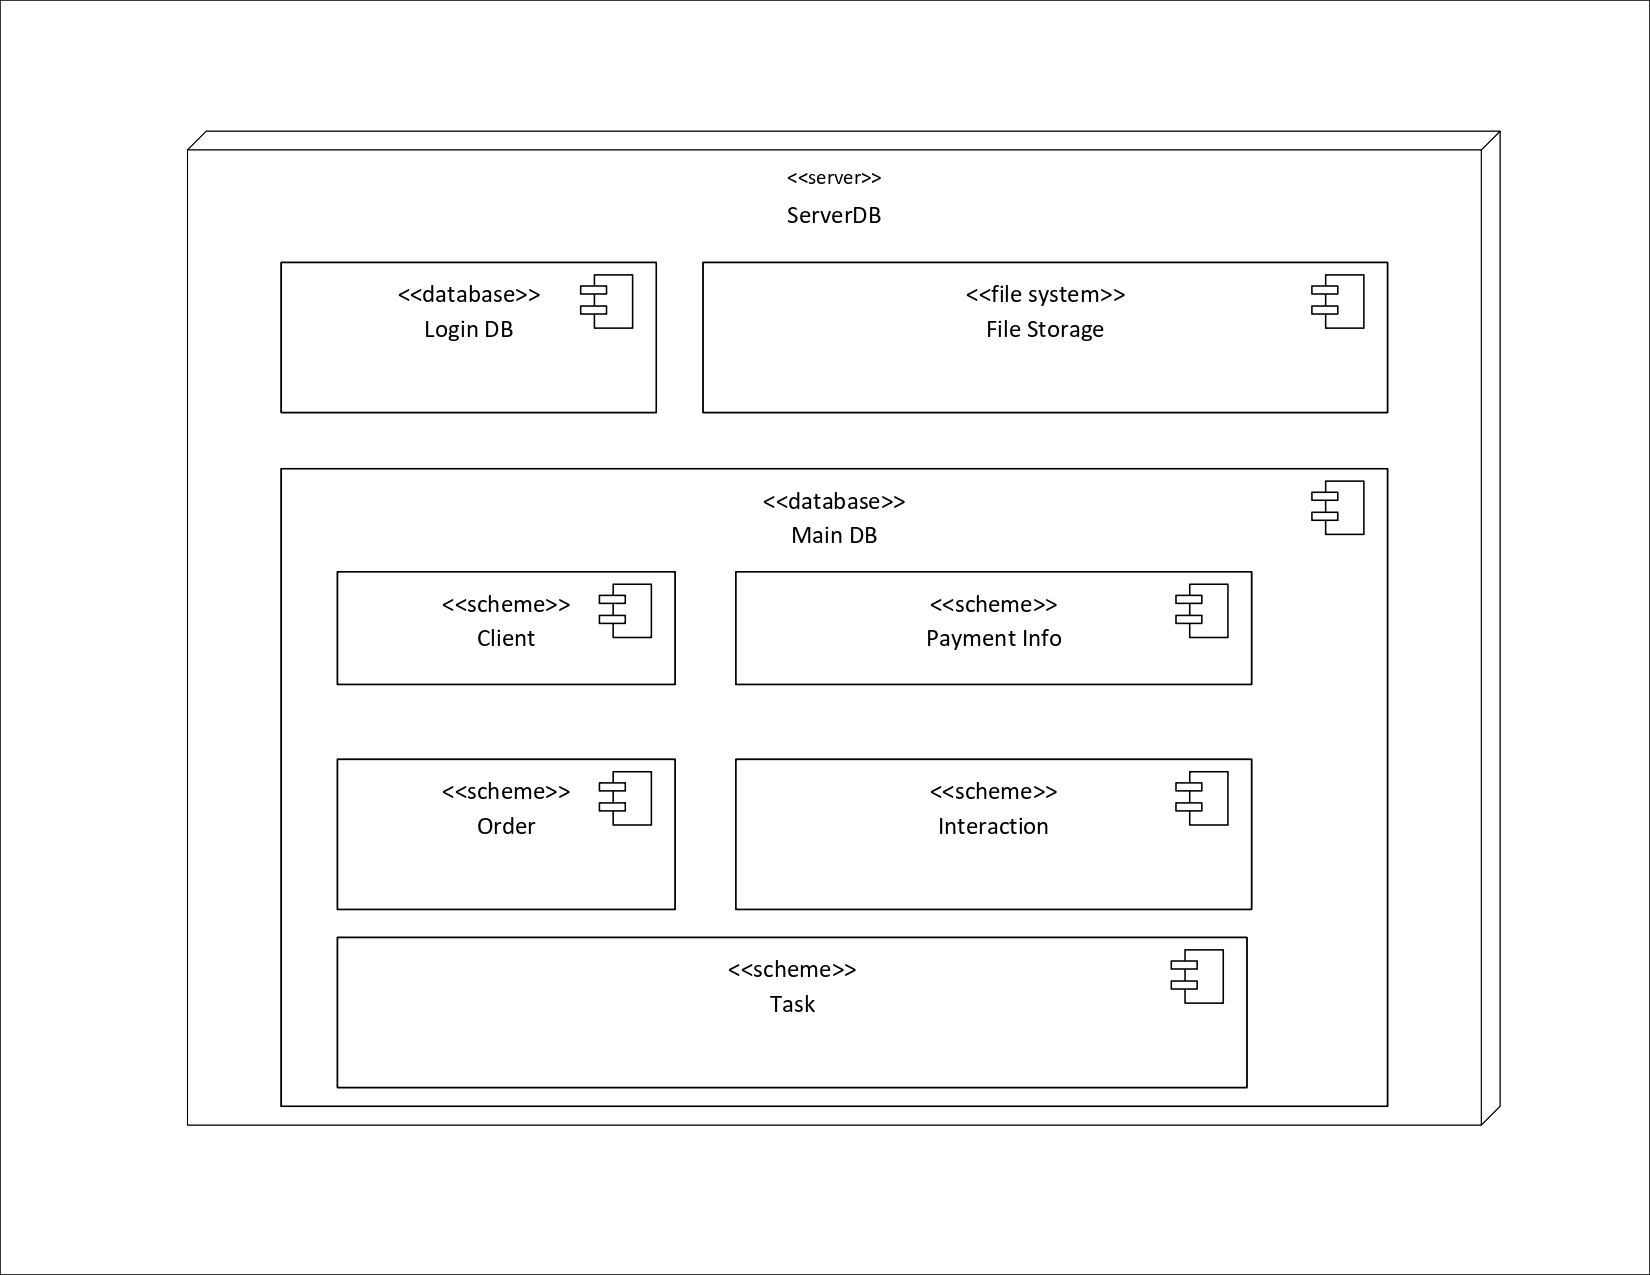 <<server>>
ServerDB
<<database>>
Login DB
<<file system>>
File Storage
<<database>>
Main DB
<<scheme>>
Client
<<scheme>>
Payment Info
<<scheme>>
Order
<<scheme>>
Interaction
<<scheme>>
Task